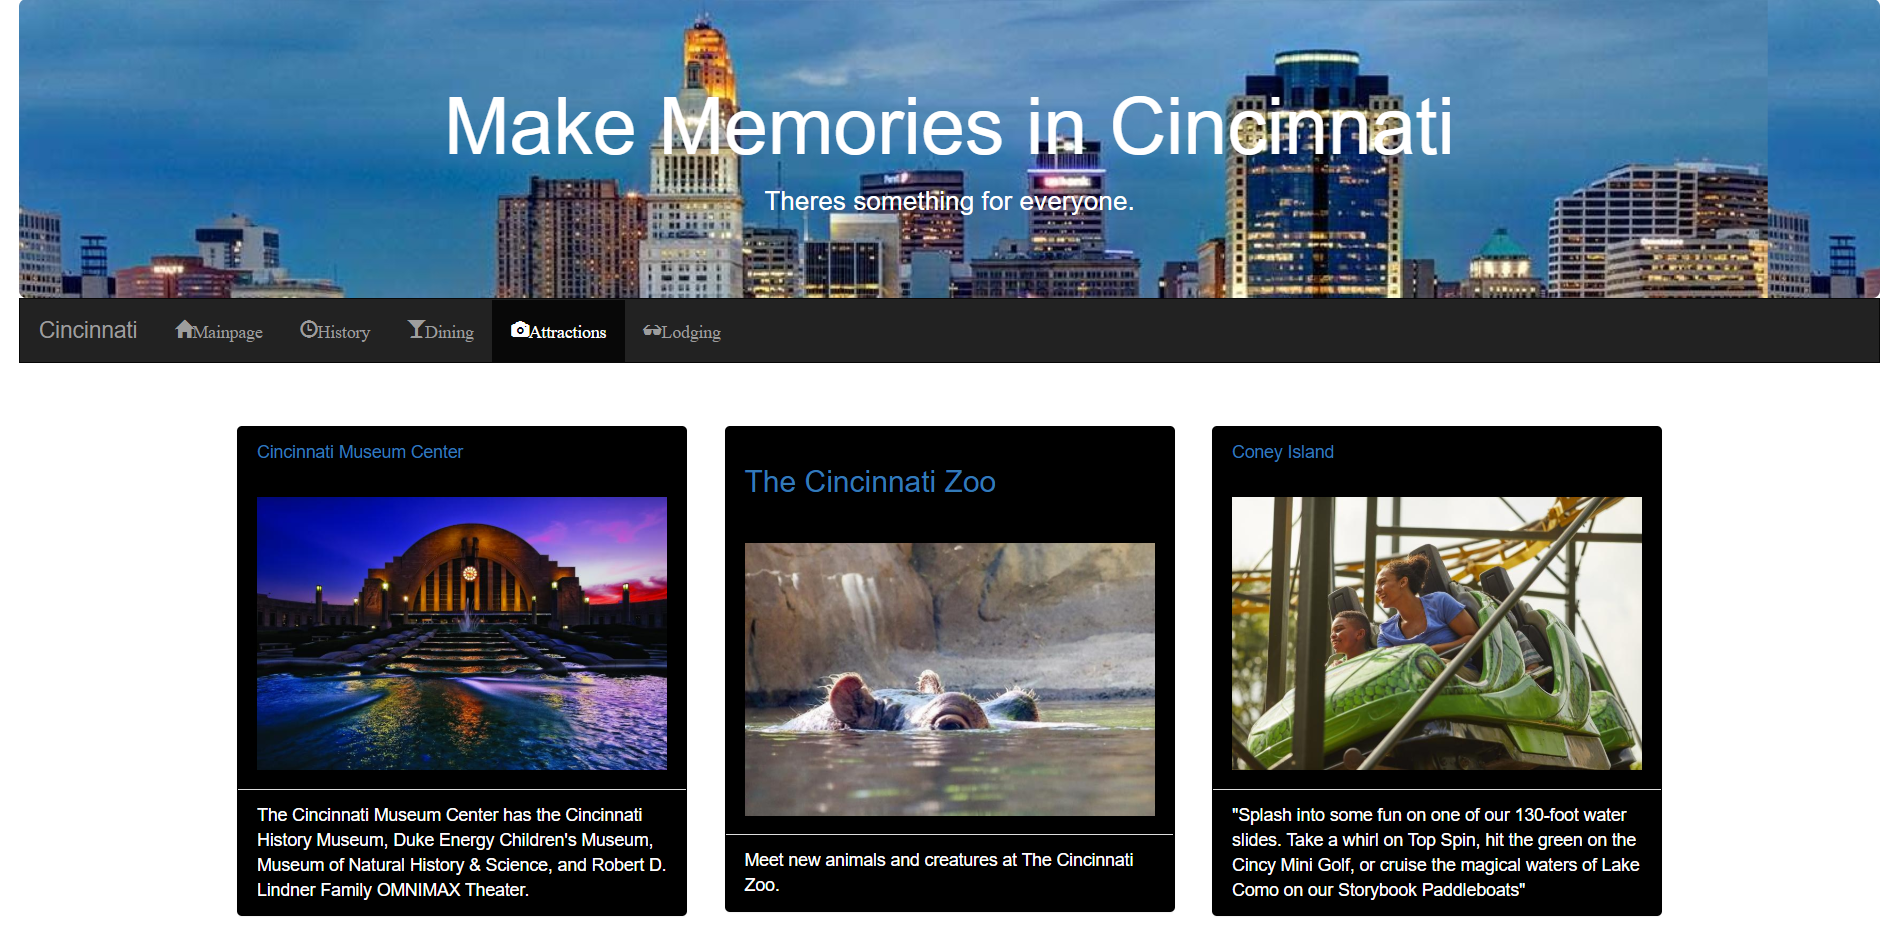 Make Memories in Cincinnati
Theres something for everyone.
Cincinnati Mainpage History Dining Attractions Lodging
Cincinnati Museum Center
The Cincinnati Museum Center has the Cincinnati
History Museum, Duke Energy Children's Museum,
Museum of Natural History & Science, and Robert D.
Lindner Family OMNIMAX Theater.
The Cincinnati Zoo
Meet new animals and creatures at The Cincinnati
Zoo.
Coney Island
"Splash into some fun on one of our 130-foot water
slides. Take a whirl on Top Spin, hit the green on the
Cincy Mini Golf, or cruise the magical waters of Lake
Como on our Storybook Paddleboats"